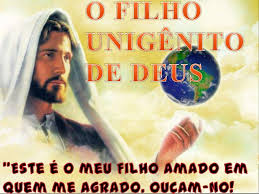 O FILHO
UNIGÊNITO
DE DEUS
"ESTE É O MEU FILHO AMADO EM
QUEM ME AGRADO, OUÇAM-NO!